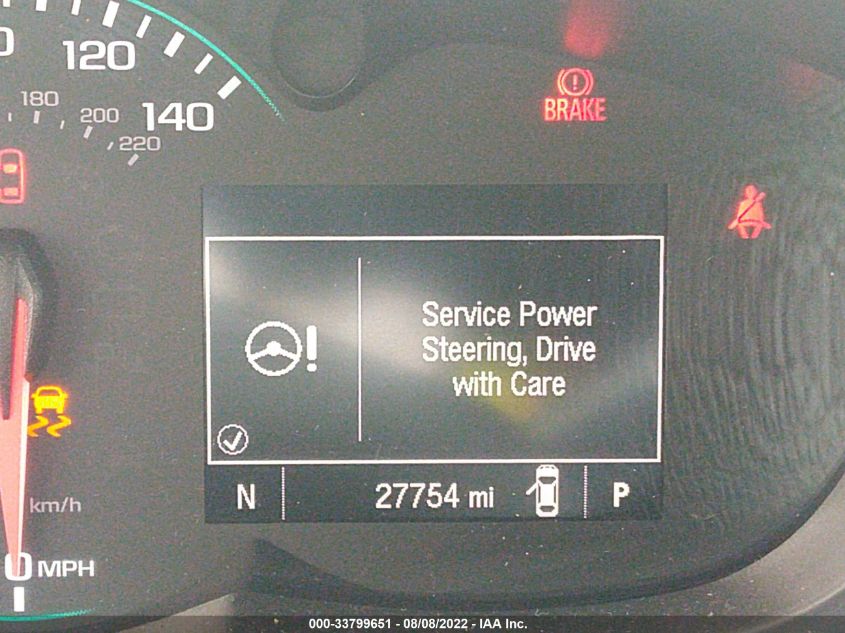 120
140
180
200
220
BRAKE
Service Power
Steering, Drive
with Care
N
27754 mi
P
km/h
0 MPH
000-33799651 - 08/08/2022 - IAA Inc.